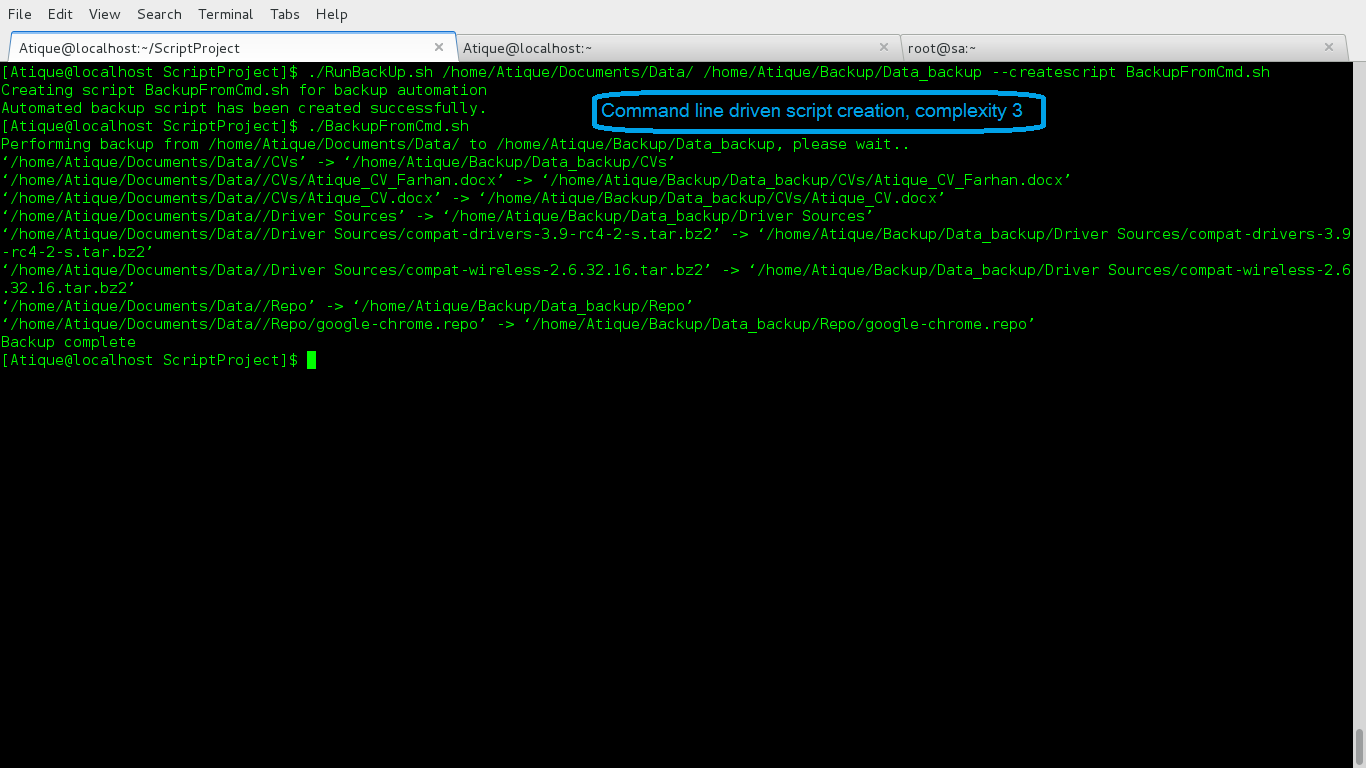 File Edit View Search Terminal Tabs Help
Atique@localhost:~/ScriptProject × Atique@localhost:~ × root@sa:~ ×
[Atique@localhost ScriptProject]$ ./RunBackUp.sh /home/Atique/Documents/Data/ /home/Atique/Backup/Data_backup --createscript BackupFromCmd.sh
Creating script BackupFromCmd.sh for backup automation
Automated backup script has been created successfully.
Command line driven script creation, complexity 3
[Atique@localhost ScriptProject]$ ./BackupFromCmd.sh
Performing backup from /home/Atique/Documents/Data/ to /home/Atique/Backup/Data_backup, please wait..
‘/home/Atique/Documents/Data//CVs’ -> ‘/home/Atique/Backup/Data_backup/CVs’
‘/home/Atique/Documents/Data//CVs/Atique_CV_Farhan.docx’ -> ‘/home/Atique/Backup/Data_backup/CVs/Atique_CV_Farhan.docx’
‘/home/Atique/Documents/Data//CVs/Atique_CV.docx’ -> ‘/home/Atique/Backup/Data_backup/CVs/Atique_CV.docx’
‘/home/Atique/Documents/Data//Driver Sources’ -> ‘/home/Atique/Backup/Data_backup/Driver Sources’
‘/home/Atique/Documents/Data//Driver Sources/compat-drivers-3.9-rc4-2-s.tar.bz2’ -> ‘/home/Atique/Backup/Data_backup/Driver Sources/compat-drivers-3.9
-rc4-2-s.tar.bz2’
‘/home/Atique/Documents/Data//Driver Sources/compat-wireless-2.6.32.16.tar.bz2’ -> ‘/home/Atique/Backup/Data_backup/Driver Sources/compat-wireless-2.6
.32.16.tar.bz2’
‘/home/Atique/Documents/Data//Repo’ -> ‘/home/Atique/Backup/Data_backup/Repo’
‘/home/Atique/Documents/Data//Repo/google-chrome.repo’ -> ‘/home/Atique/Backup/Data_backup/Repo/google-chrome.repo’
Backup complete
[Atique@localhost ScriptProject]$